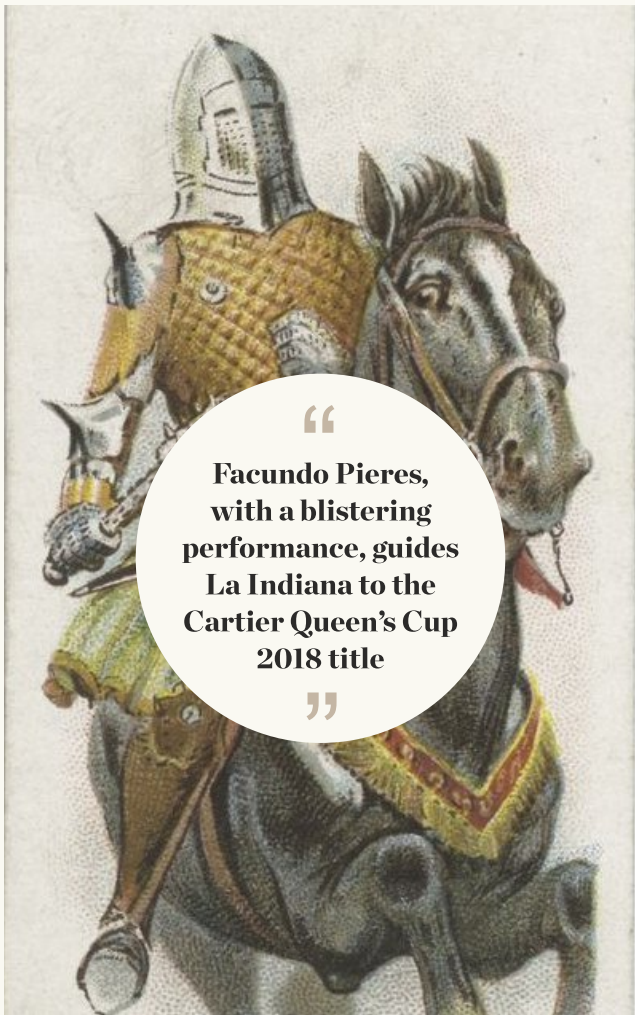 “
Facundo Pieres,
with a blistering
performance, guides
La Indiana to the
Cartier Queen’s Cup
2018 title
”